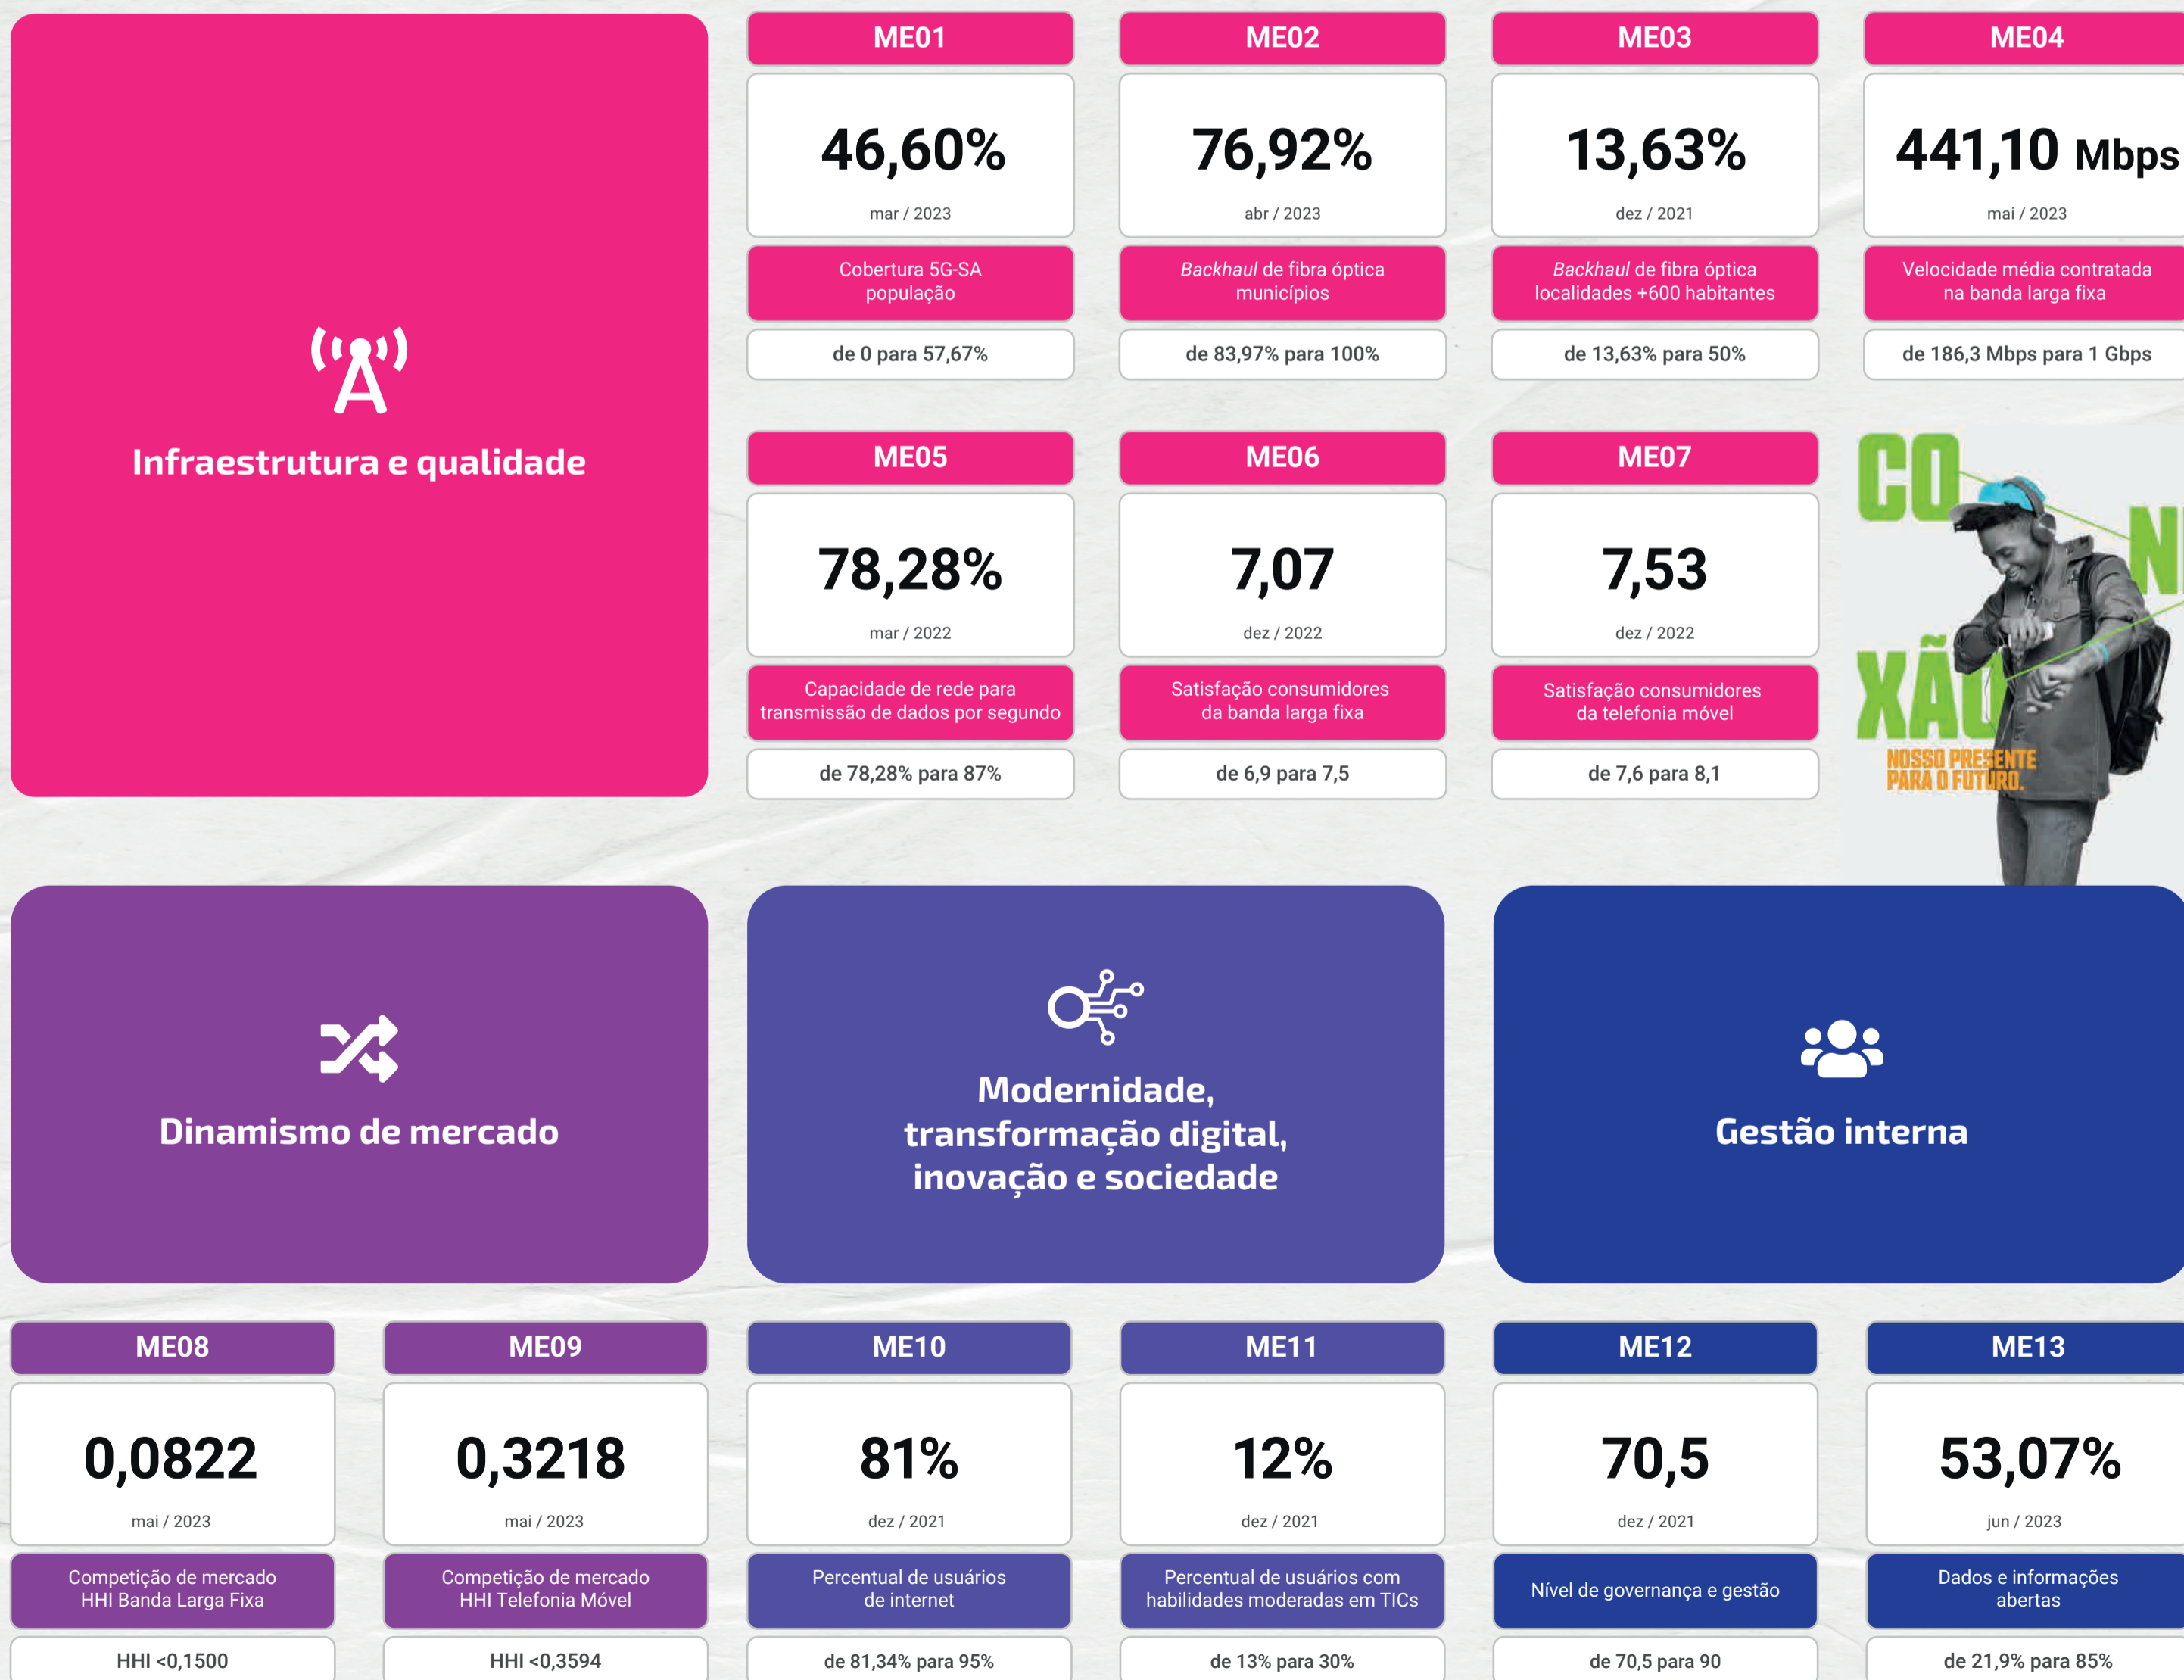 Infraestrutura e qualidade
ME01
46,60%
mar / 2023
Cobertura 5G-SA
população
de 0 para 57,67%
ME02
76,92%
abr / 2023
Backhaul de fibra óptica
municípios
de 83,97% para 100%
ME03
13,63%
dez / 2021
Backhaul de fibra óptica
localidades +600 habitantes
de 13,63% para 50%
ME04
441,10 Mbps
mai / 2023
Velocidade média contratada
na banda larga fixa
de 186,3 Mbps para 1 Gbps
ME05
78,28%
mar / 2022
Capacidade de rede para
transmissão de dados por segundo
de 78,28% para 87%
ME06
7,07
dez / 2022
Satisfação consumidores
da banda larga fixa
de 6,9 para 7,5
ME07
7,53
dez / 2022
Satisfação consumidores
da telefonia móvel
de 7,6 para 8,1
CO
N
XÃO
NOSSO PRESENTE
PARA O FUTURO.
Dinamismo de mercado
ME08
0,0822
mai / 2023
Competição de mercado
HHI Banda Larga Fixa
HHI <0,1500
ME09
0,3218
mai / 2023
Competição de mercado
HHI Telefonia Móvel
HHI <0,3594
Modernidade,
transformação digital,
inovação e sociedade
ME10
81%
dez / 2021
Percentual de usuários
de internet
de 81,34% para 95%
ME11
12%
dez / 2021
Percentual de usuários com
habilidades moderadas em TICs
de 13% para 30%
Gestão interna
ME12
70,5
dez / 2021
Nível de governança e gestão
de 70,5 para 90
ME13
53,07%
jun / 2023
Dados e informações
abertas
de 21,9% para 85%